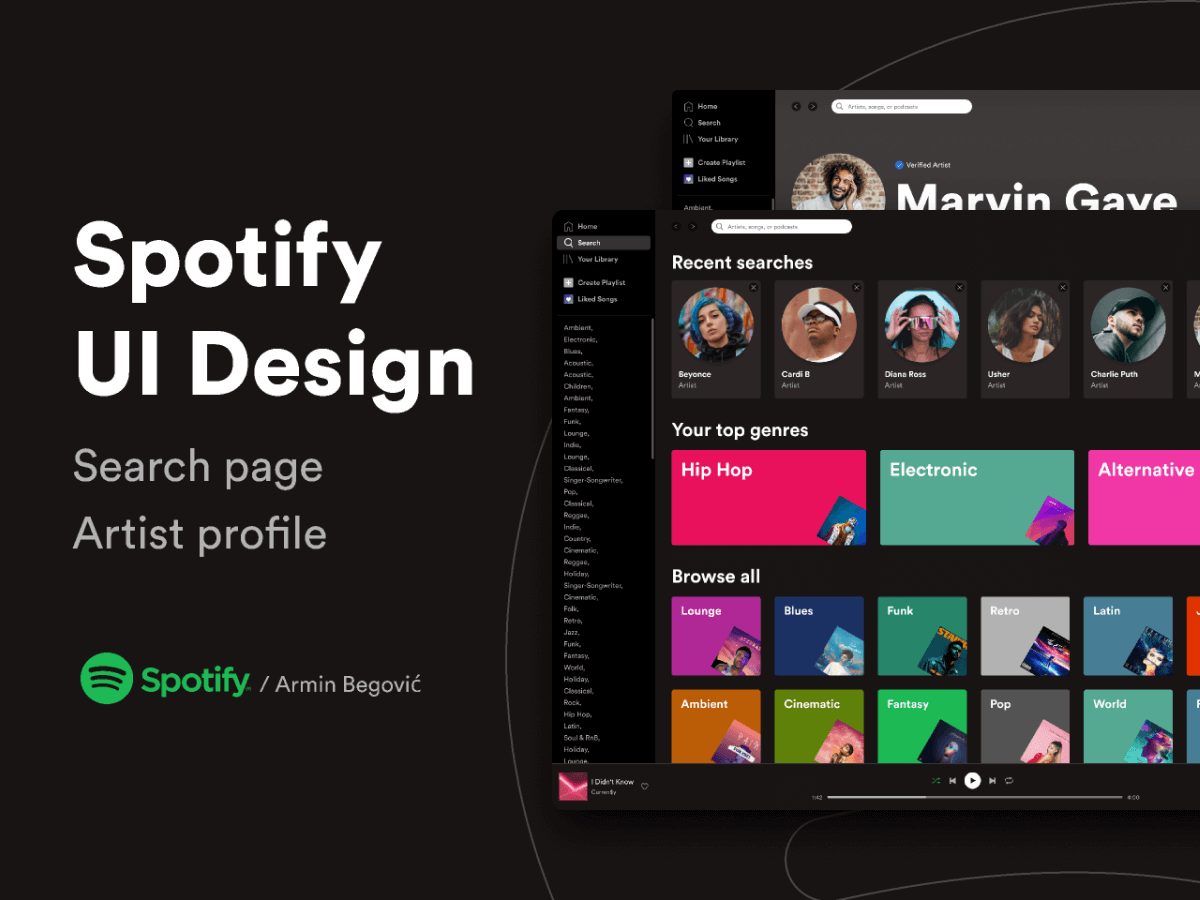 Spotify
UI Design
Search page
Artist profile
Spotify / Armin Begović
Home
Search
Your Library
Create Playlist
Liked Songs
Ambient,
Artists, songs, or podcasts
Verified Artist
Marvin Gaye
Home
Search
Your Library
Create Playlist
Liked Songs
Ambient,
Electronic,
Blues,
Acoustic,
Acoustic,
Children,
Ambient,
Fantasy,
Funk,
Lounge,
Indie,
Lounge,
Classical,
Singer-Songwriter,
Pop,
Classical,
Reggae,
Indie,
Country,
Cinematic,
Reggae,
Holiday,
Singer-Songwriter,
Cinematic,
Folk,
Retro,
Jazz,
Funk,
Fantasy,
World,
Holiday,
Classical,
Rock,
Hip Hop,
Latin,
Soul & RnB,
Holiday,
Lounge,
Artists, songs, or podcasts
Recent searches
Beyonce
Artist
Cardi B
Artist
Diana Ross
Artist
Usher
Artist
Charlie Puth
Artist
Your top genres
Hip Hop
Electronic
Alternative
Browse all
Lounge
Blues
Funk
Retro
Latin
Ambient
Cinematic
Fantasy
Pop
World
I Didn't Know
Curren$y
1:42
4:00